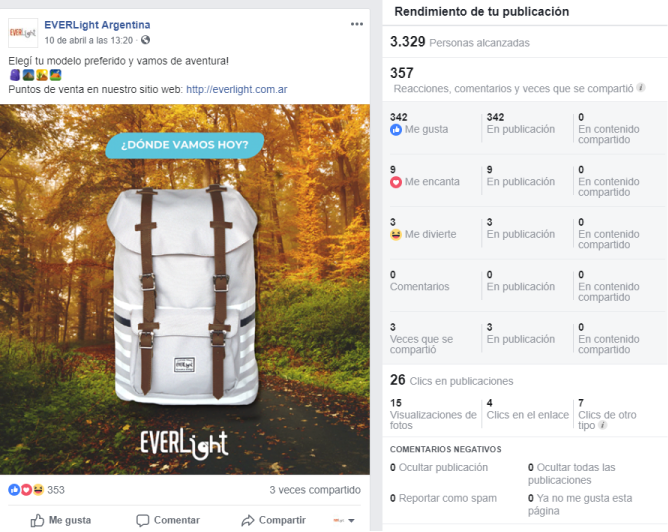 EVERLight
EVERLight Argentina
10 de abril a las 13:20 ·
Elegí tu modelo preferido y vamos de aventura!
Puntos de venta en nuestro sitio web: http://everlight.com.ar
¿DÓNDE VAMOS HOY?
EVERLight
EVERLight
353
3 veces compartido
Me gusta
Comentar
Compartir
Rendimiento de tu publicación
3.329 Personas alcanzadas
357
Reacciones, comentarios y veces que se compartió
342
Me gusta
342
En publicación
0
En contenido
compartido
9
Me encanta
9
En publicación
0
En contenido
compartido
3
Me divierte
3
En publicación
0
En contenido
compartido
0
Comentarios
0
En publicación
0
En contenido
compartido
3
Veces que se
compartió
3
En publicación
0
En contenido
compartido
26 Clics en publicaciones
15
Visualizaciones de
fotos
4
Clics en el enlace
7
Clics de otro
tipo
COMENTARIOS NEGATIVOS
0 Ocultar publicación
0 Ocultar todas las
publicaciones
0 Reportar como spam
0 Ya no me gusta esta
página